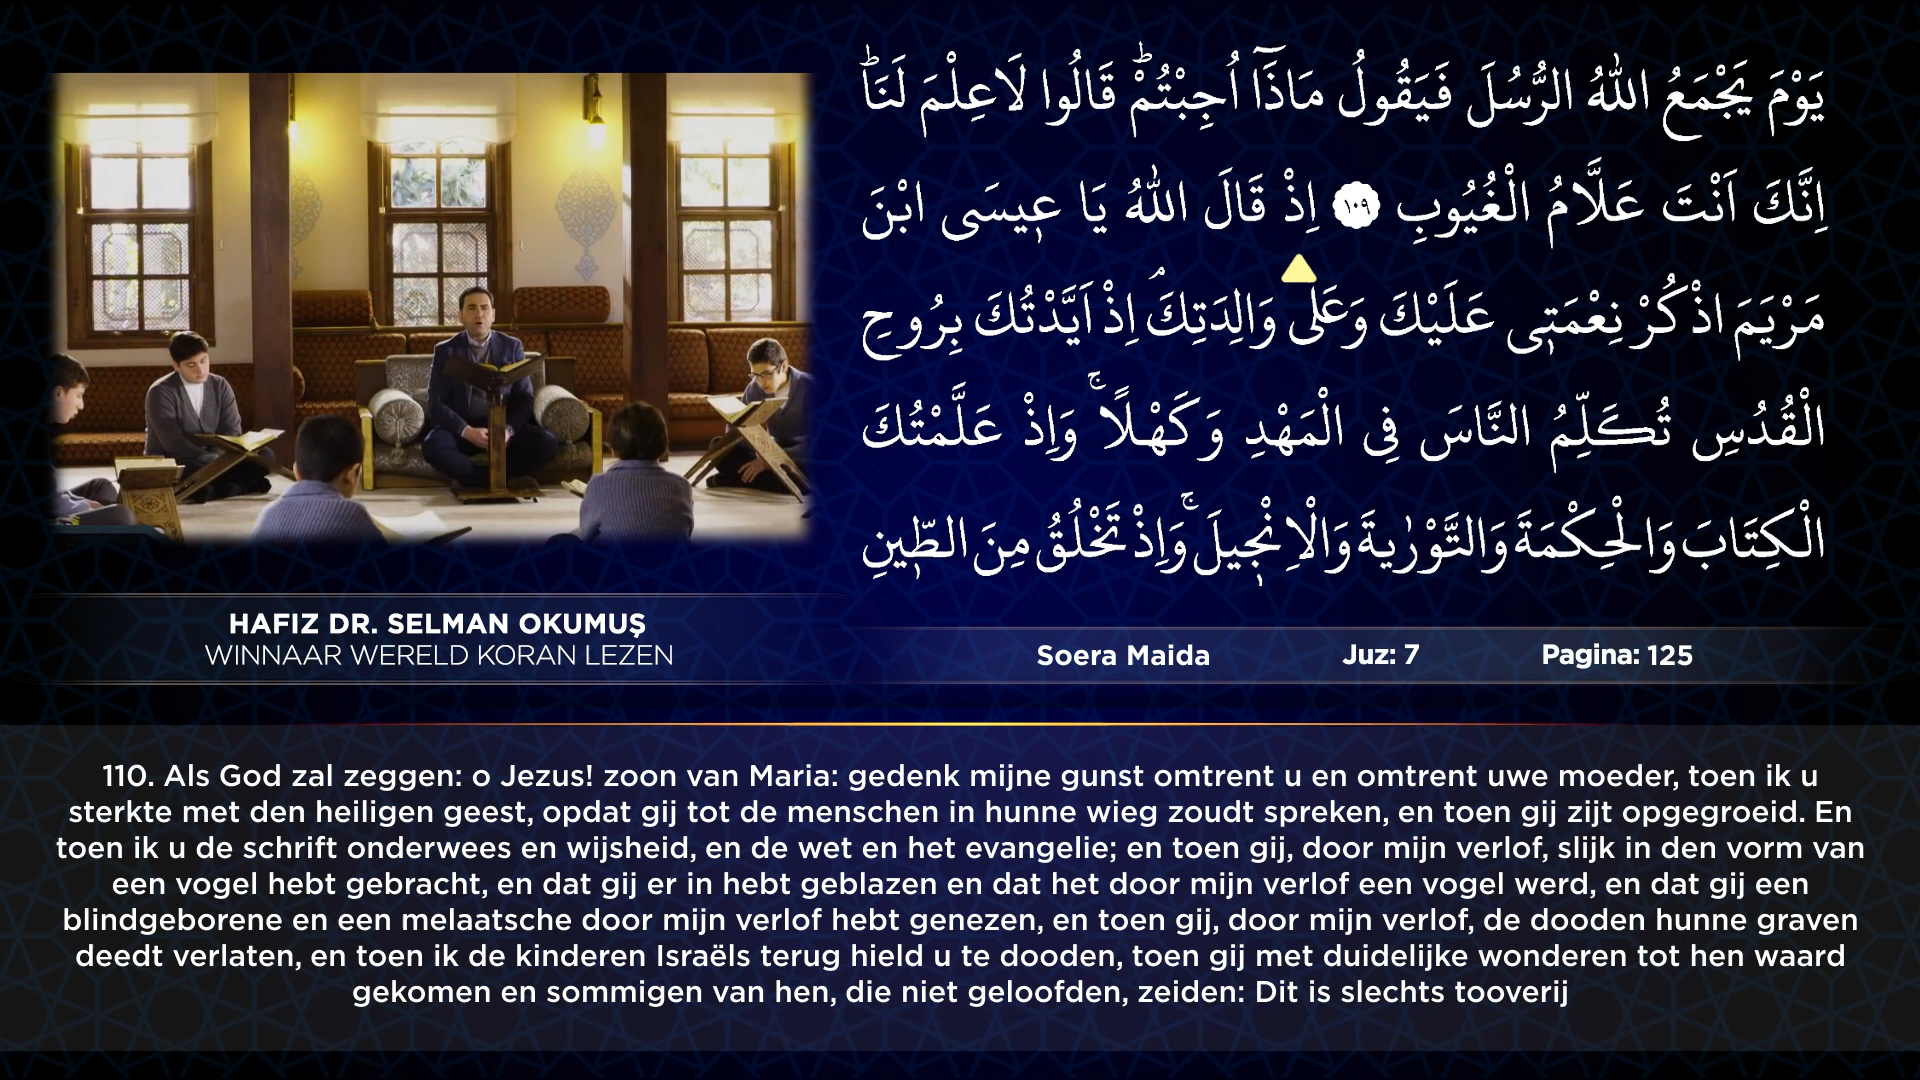 يَوْمَ يَجْمَعُ اللّٰهُ الرُّسُلَ فَيَقُولُ مَاذَٓا اُجِبْتُمْۜ قَالُوا لَاعِلْمَ لَنَاۜ
اِنَّكَ اَنْتَ عَلَّامُ الْغُيُوبِ ﴿١٠٩﴾ اِذْ قَالَ اللّٰهُ يَا ع۪يسَى ابْنَ
مَرْيَمَ اذْكُرْ نِعْمَت۪ى عَلَيْكَ وَعَلٰى وَالِدَتِكَۢ اِذْ اَيَّدْتُكَ بِرُوحِ
الْقُدُسِ تُكَلِّمُ النَّاسَ فِى الْمَهْدِ وَكَهْلًاۚ وَاِذْ عَلَّمْتُكَ
الْكِتَابَ وَالْحِكْمَةَ وَالتَّوْرٰيةَ وَالْاِنْج۪يلَۚ وَاِذْ تَخْلُقُ مِنَ الطّ۪ينِ
HAFIZ DR. SELMAN OKUMUŞ
WINNAAR WERELD KORAN LEZEN
Soera Maida Juz: 7 Pagina: 125
110. Als God zal zeggen: o Jezus! zoon van Maria: gedenk mijne gunst omtrent u en omtrent uwe moeder, toen ik u
sterkte met den heiligen geest, opdat gij tot de menschen in hunne wieg zoudt spreken, en toen gij zijt opgegroeid. En
toen ik u de schrift onderwees en wijsheid, en de wet en het evangelie; en toen gij, door mijn verlof, slijk in den vorm van
een vogel hebt gebracht, en dat gij er in hebt geblazen en dat het door mijn verlof een vogel werd, en dat gij een
blindgeborene en een melaatsche door mijn verlof hebt genezen, en toen gij, door mijn verlof, de dooden hunne graven
deedt verlaten, en toen ik de kinderen Israëls terug hield u te dooden, toen gij met duidelijke wonderen tot hen waard
gekomen en sommigen van hen, die niet geloofden, zeiden: Dit is slechts tooverij